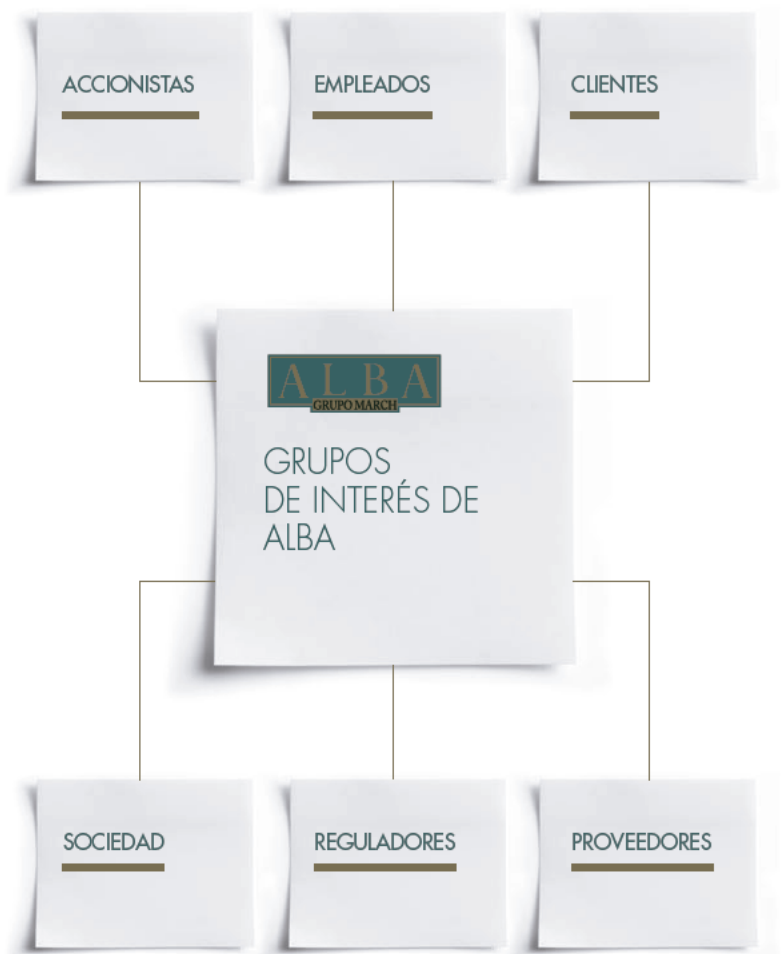 ACCIONISTAS
EMPLEADOS
CLIENTES
ALBA
GRUPO MARCH
GRUPOS
DE INTERÉS DE
ALBA
SOCIEDAD
REGULADORES
PROVEEDORES